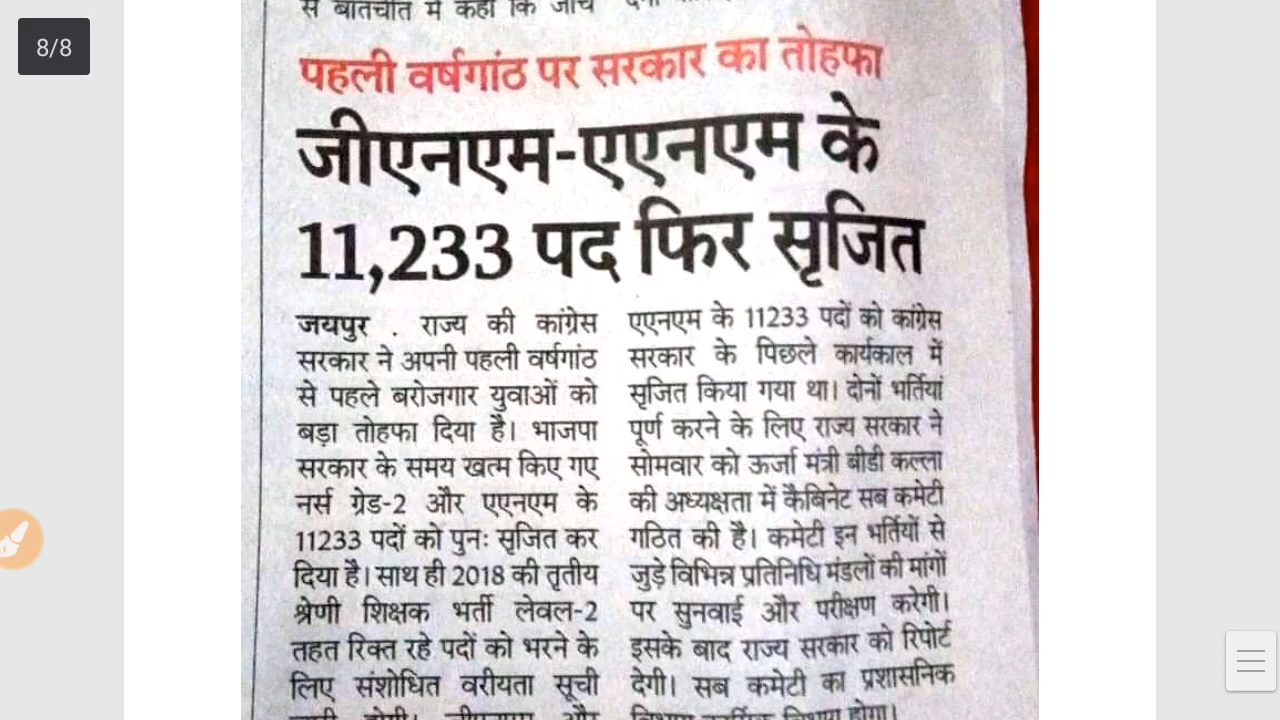 8/8
से बातचीत में कहा कि जांच
पहली वर्षगांठ पर सरकार का तोहफा
जीएनएम-एएनएम के
11,233 पद फिर सृजित
जयपुर . राज्य की कांग्रेस
सरकार ने अपनी पहली वर्षगांठ
से पहले बरोजगार युवाओं को
बड़ा तोहफा दिया है। भाजपा
सरकार के समय खत्म किए गए
नर्स ग्रेड-2 और एएनएम के
11233 पदों को पुनः सृजित कर
दिया है। साथ ही 2018 की तृतीय
श्रेणी शिक्षक भर्ती लेवल-2
तहत रिक्त रहे पदों को भरने के
लिए संशोधित वरीयता सूची
एएनएम के 11233 पदों को कांग्रेस
सरकार के पिछले कार्यकाल में
सृजित किया गया था। दोनों भर्तियां
पूर्ण करने के लिए राज्य सरकार ने
सोमवार को ऊर्जा मंत्री बीडी कल्ला
की अध्यक्षता में कैबिनेट सब कमेटी
गठित की है। कमेटी इन भर्तियों से
जुड़े विभिन्न प्रतिनिधि मंडलों की मांगों
पर सुनवाई और परीक्षण करेगी।
इसके बाद राज्य सरकार को रिपोर्ट
देगी। सब कमेटी का प्रशासनिक